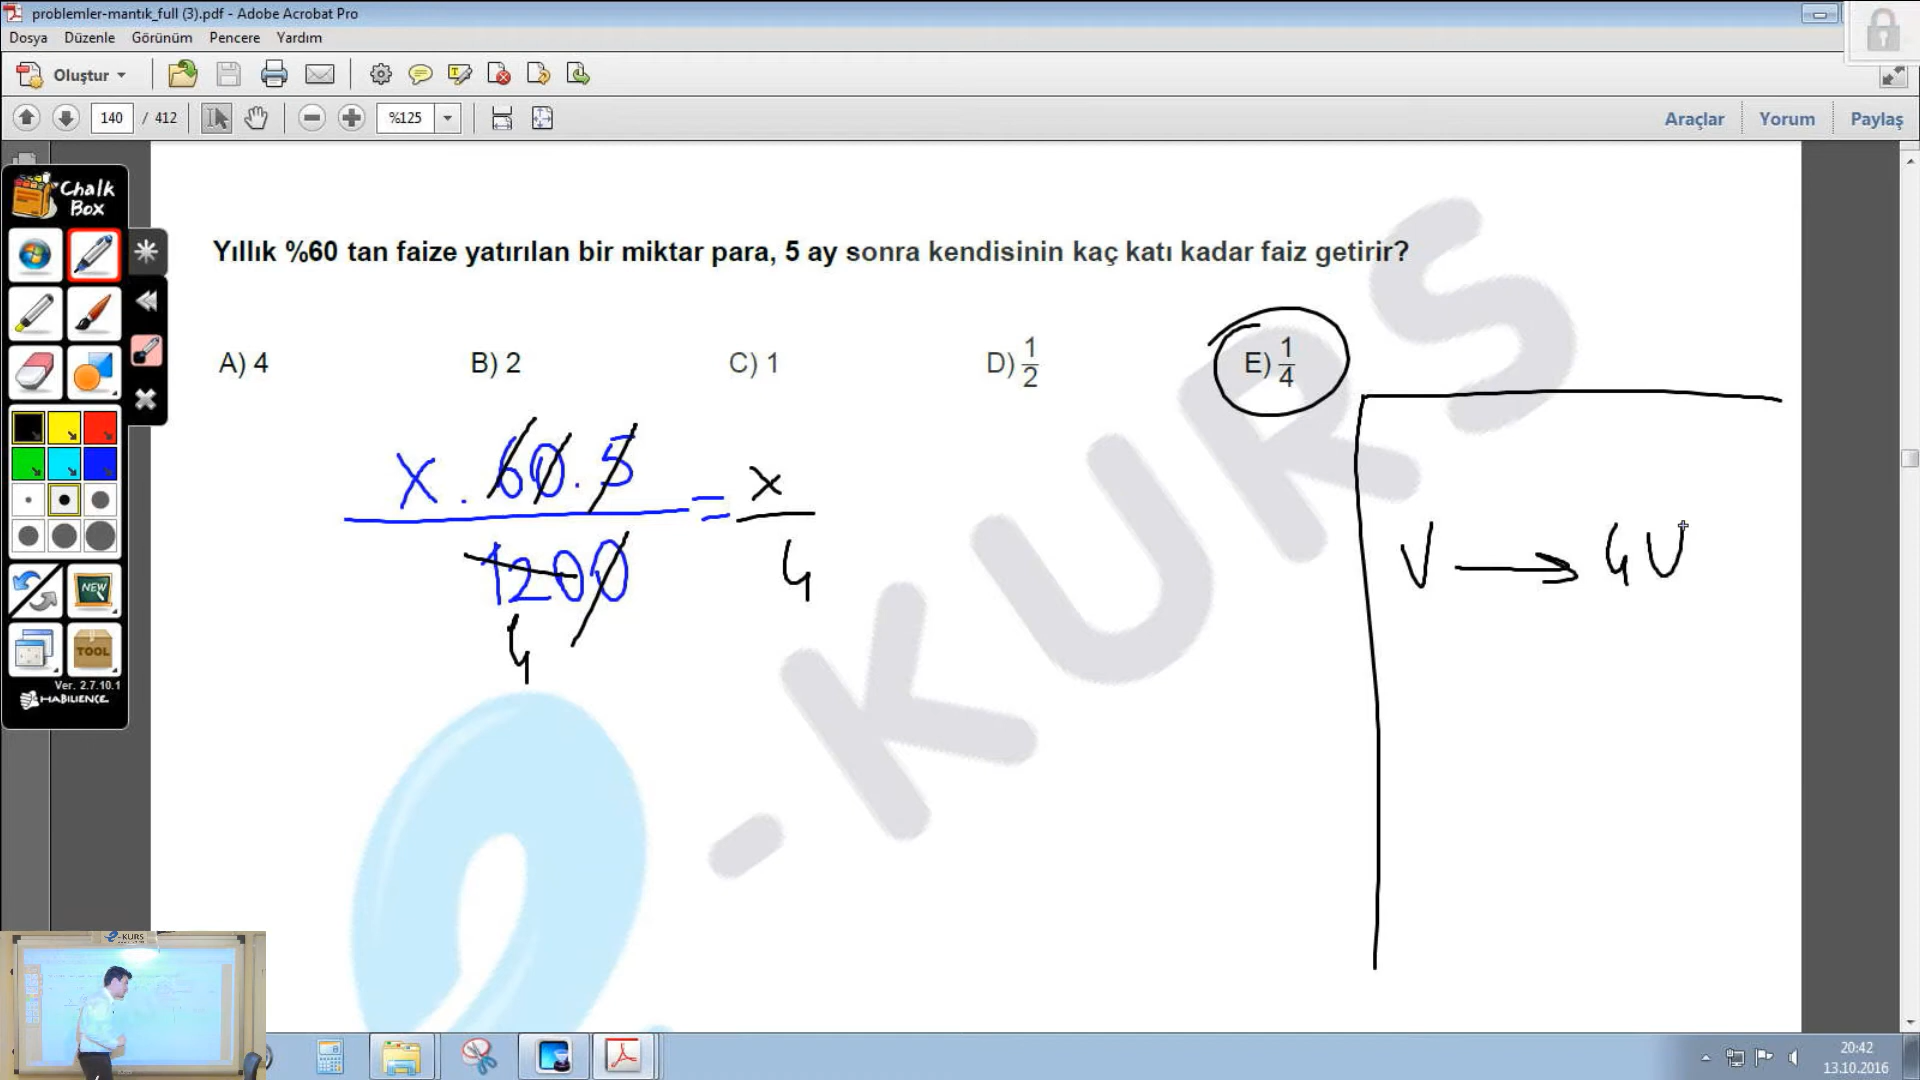 problemler-mantık_full (3).pdf - Adobe Acrobat Pro
Dosya Düzenle Görünüm Pencere Yardım
Oluştur
140 / 412 %125 Araçlar Yorum Paylaş
Chalk
Box
Yıllık %60 tan faize yatırılan bir miktar para, 5 ay sonra kendisinin kaç katı kadar faiz getirir?
A) 4 B) 2 C) 1 D) 1/2 E) 1/4
x . 60 . 5 = x
1200 4
4
V → 4V
NEW
TOOL
Ver. 2.7.10.1
HABILIENCE
e-KURS
-KURS
20:42
13.10.2016